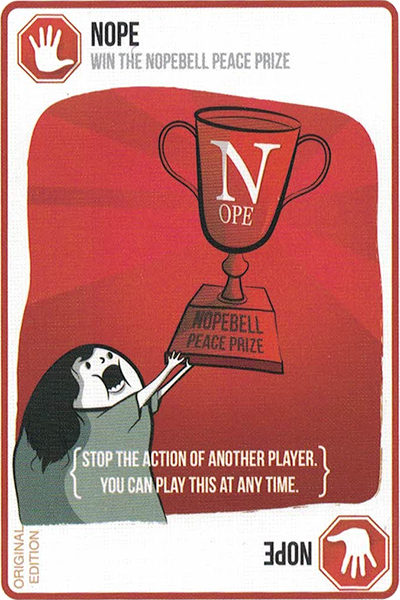 NOPE
WIN THE NOPEBELL PEACE PRIZE
N
OPE
NOPEBELL
PEACE PRIZE
STOP THE ACTION OF ANOTHER PLAYER.
YOU CAN PLAY THIS AT ANY TIME.
ORIGINAL
EDITION
NOPE